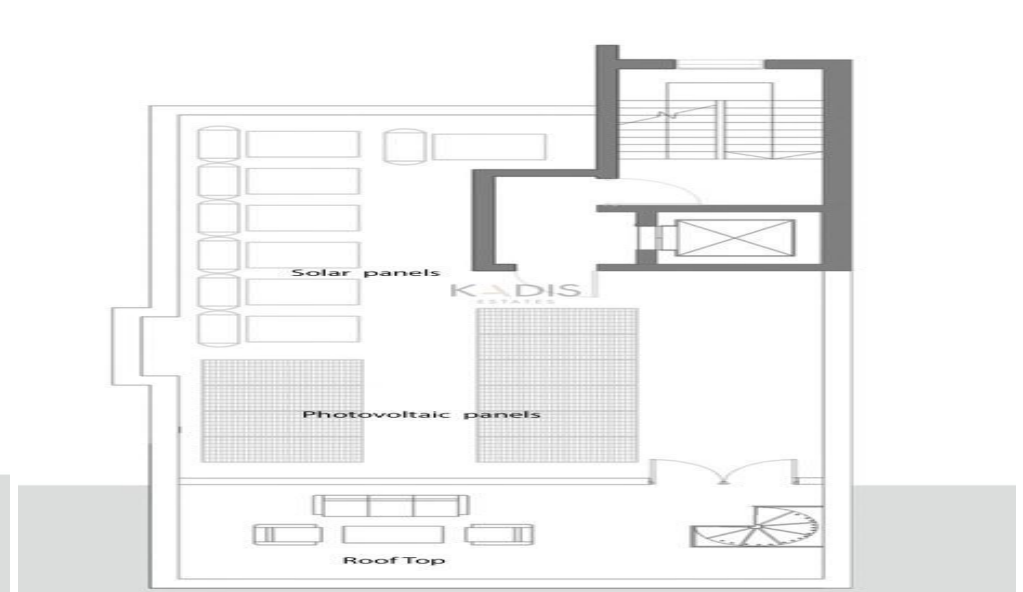 Solar panels
KADIS
ESTATES
Photovoltaic panels
Roof Top